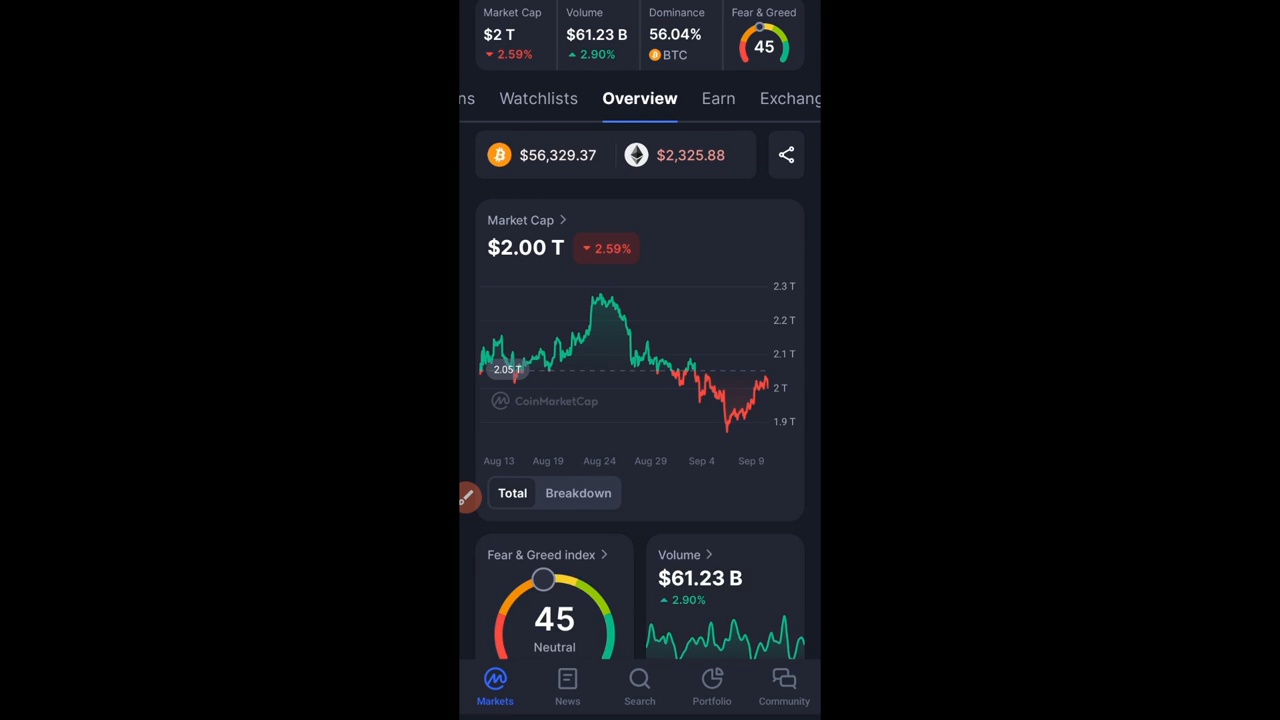 Market Cap Volume Dominance Fear & Greed
$2 T $61.23 B 56.04% 45
2.59% 2.90% BTC
ns Watchlists Overview Earn Exchang
$56,329.37 $2,325.88
Market Cap >
$2.00 T 2.59%
2.3 T
2.2 T
2.1 T
2.05 T
2 T
CoinMarketCap
1.9 T
Aug 13 Aug 19 Aug 24 Aug 29 Sep 4 Sep 9
Total Breakdown
Fear & Greed index > Volume >
$61.23 B
2.90%
45
Neutral
Markets News Search Portfolio Community